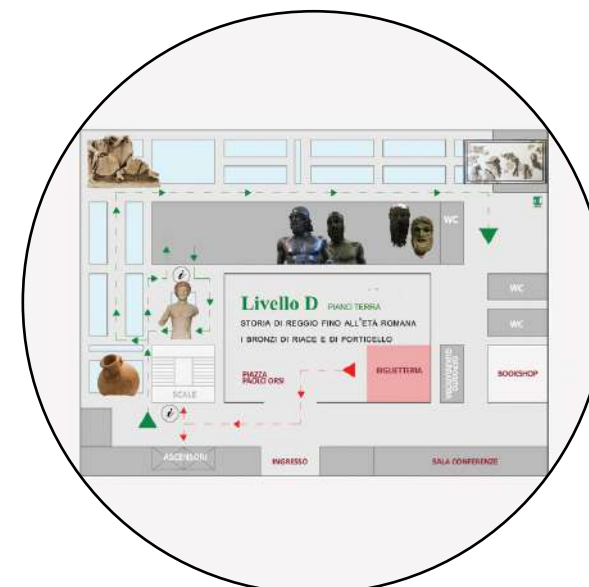 WC
i
Livello D PIANO TERRA
STORIA DI REGGIO FINO ALL'ETÀ ROMANA
I BRONZI DI RIACE E DI PORTICELLO
WC
WC
PIAZZA
PAOLO ORSI
BIGLIETTERIA
BOOKSHOP
SCALE
i
ASCENSORI
INGRESSO
SALA CONFERENZE